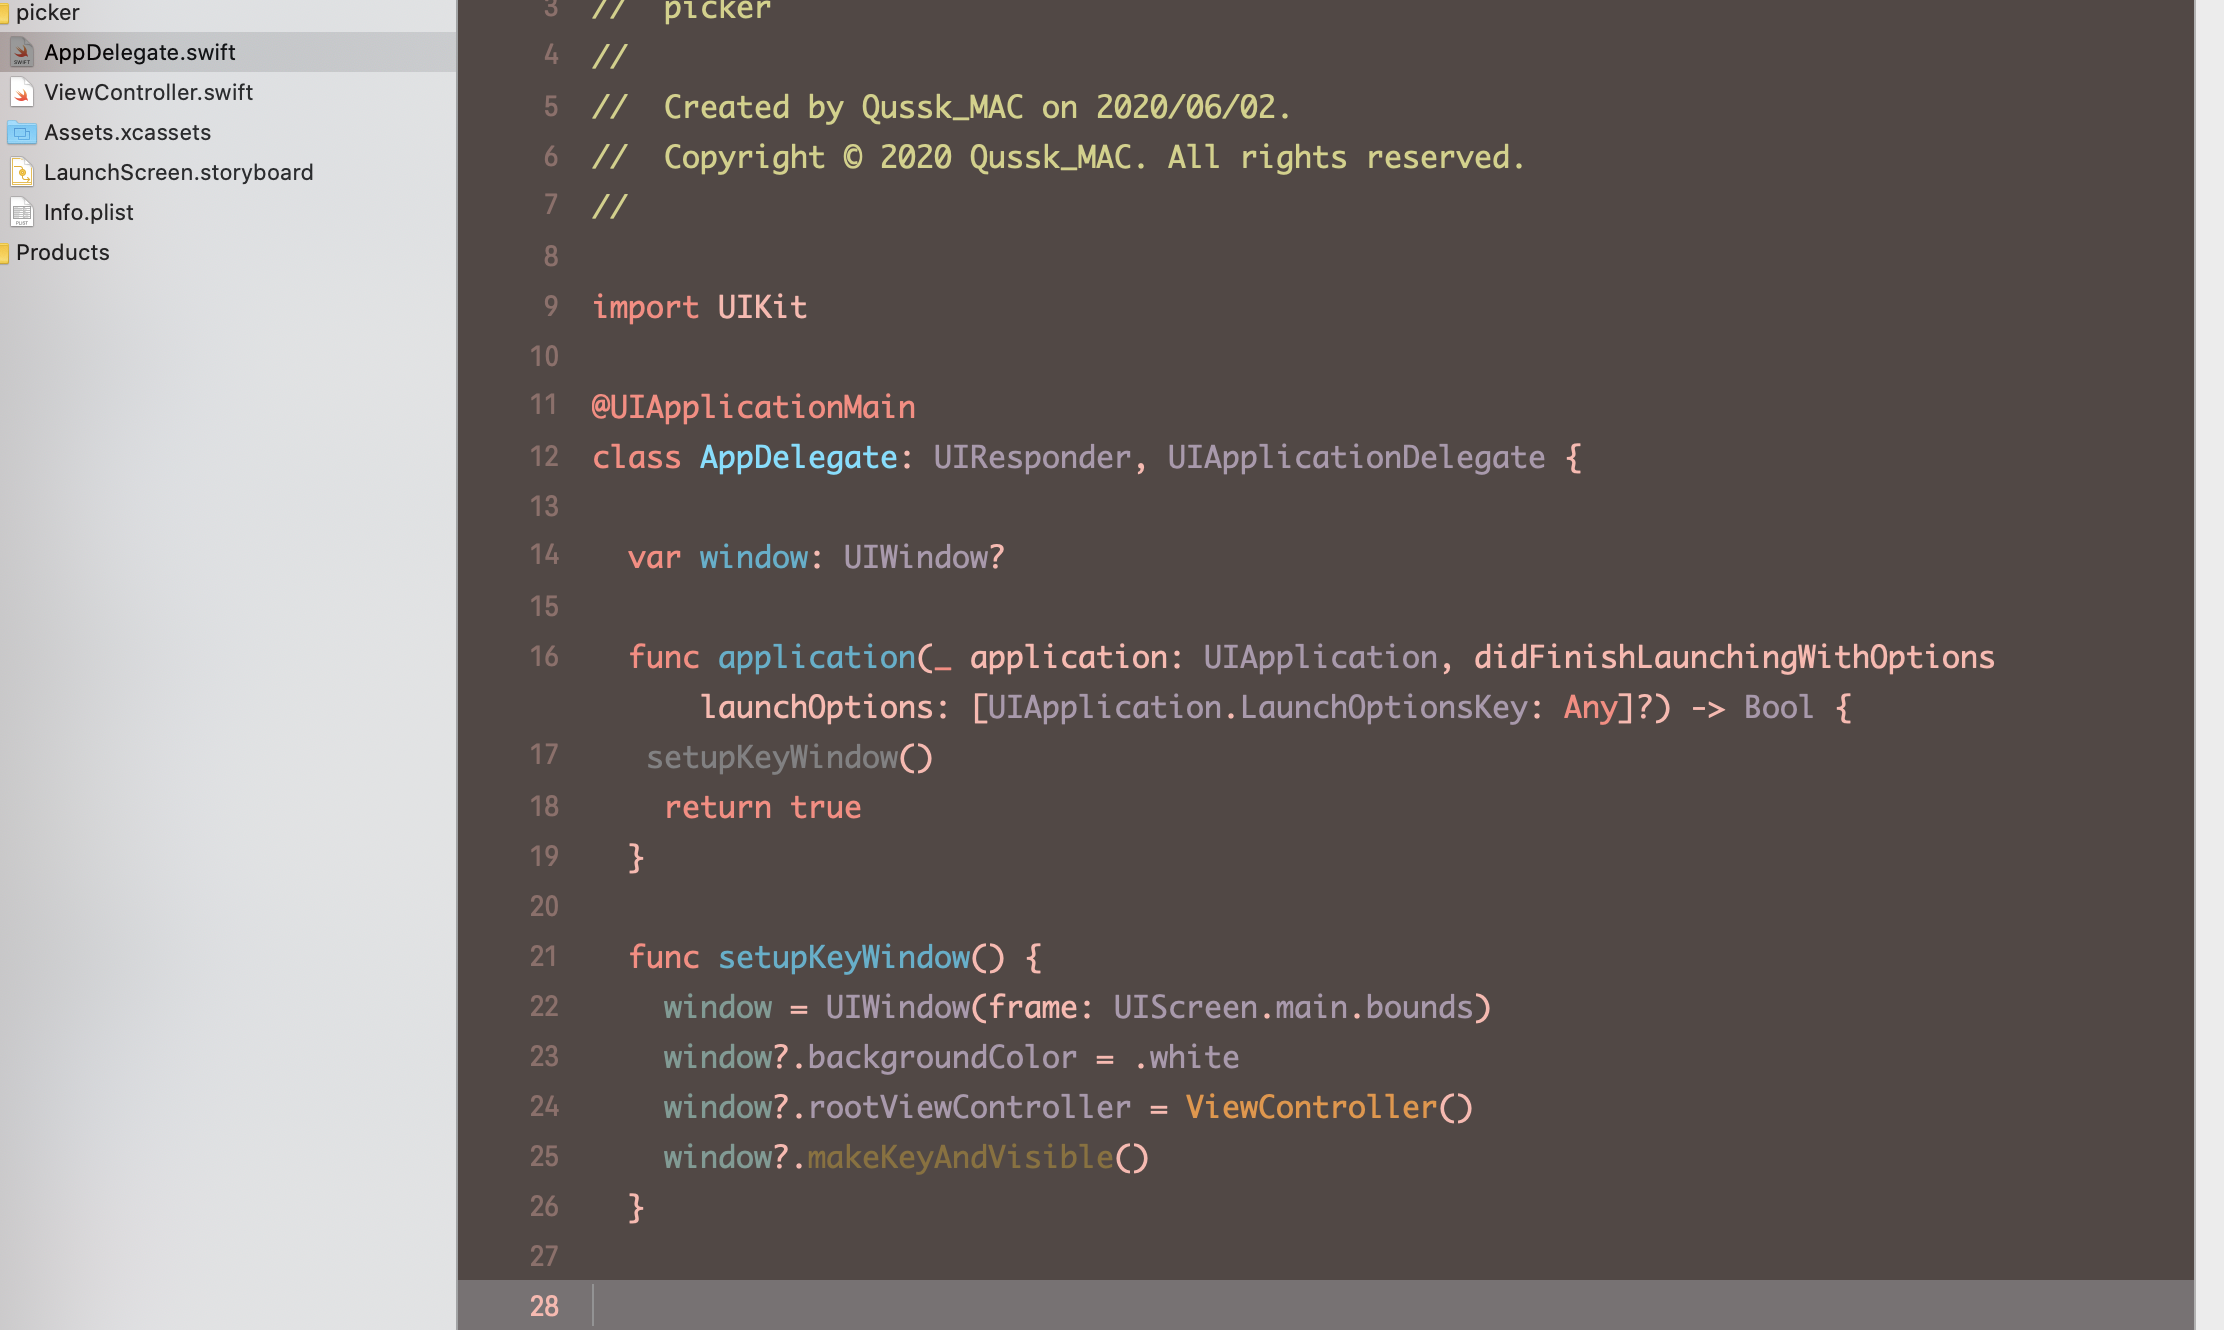 picker
AppDelegate.swift
ViewController.swift
Assets.xcassets
LaunchScreen.storyboard
Info.plist
Products
3 //  picker
4 //
5 //  Created by Qussk_MAC on 2020/06/02.
6 //  Copyright © 2020 Qussk_MAC. All rights reserved.
7 //
8
9 import UIKit
10
11 @UIApplicationMain
12 class AppDelegate: UIResponder, UIApplicationDelegate {
13
14   var window: UIWindow?
15
16   func application(_ application: UIApplication, didFinishLaunchingWithOptions
      launchOptions: [UIApplication.LaunchOptionsKey: Any]?) -> Bool {
17    setupKeyWindow()
18     return true
19   }
20
21   func setupKeyWindow() {
22     window = UIWindow(frame: UIScreen.main.bounds)
23     window?.backgroundColor = .white
24     window?.rootViewController = ViewController()
25     window?.makeKeyAndVisible()
26   }
27
28